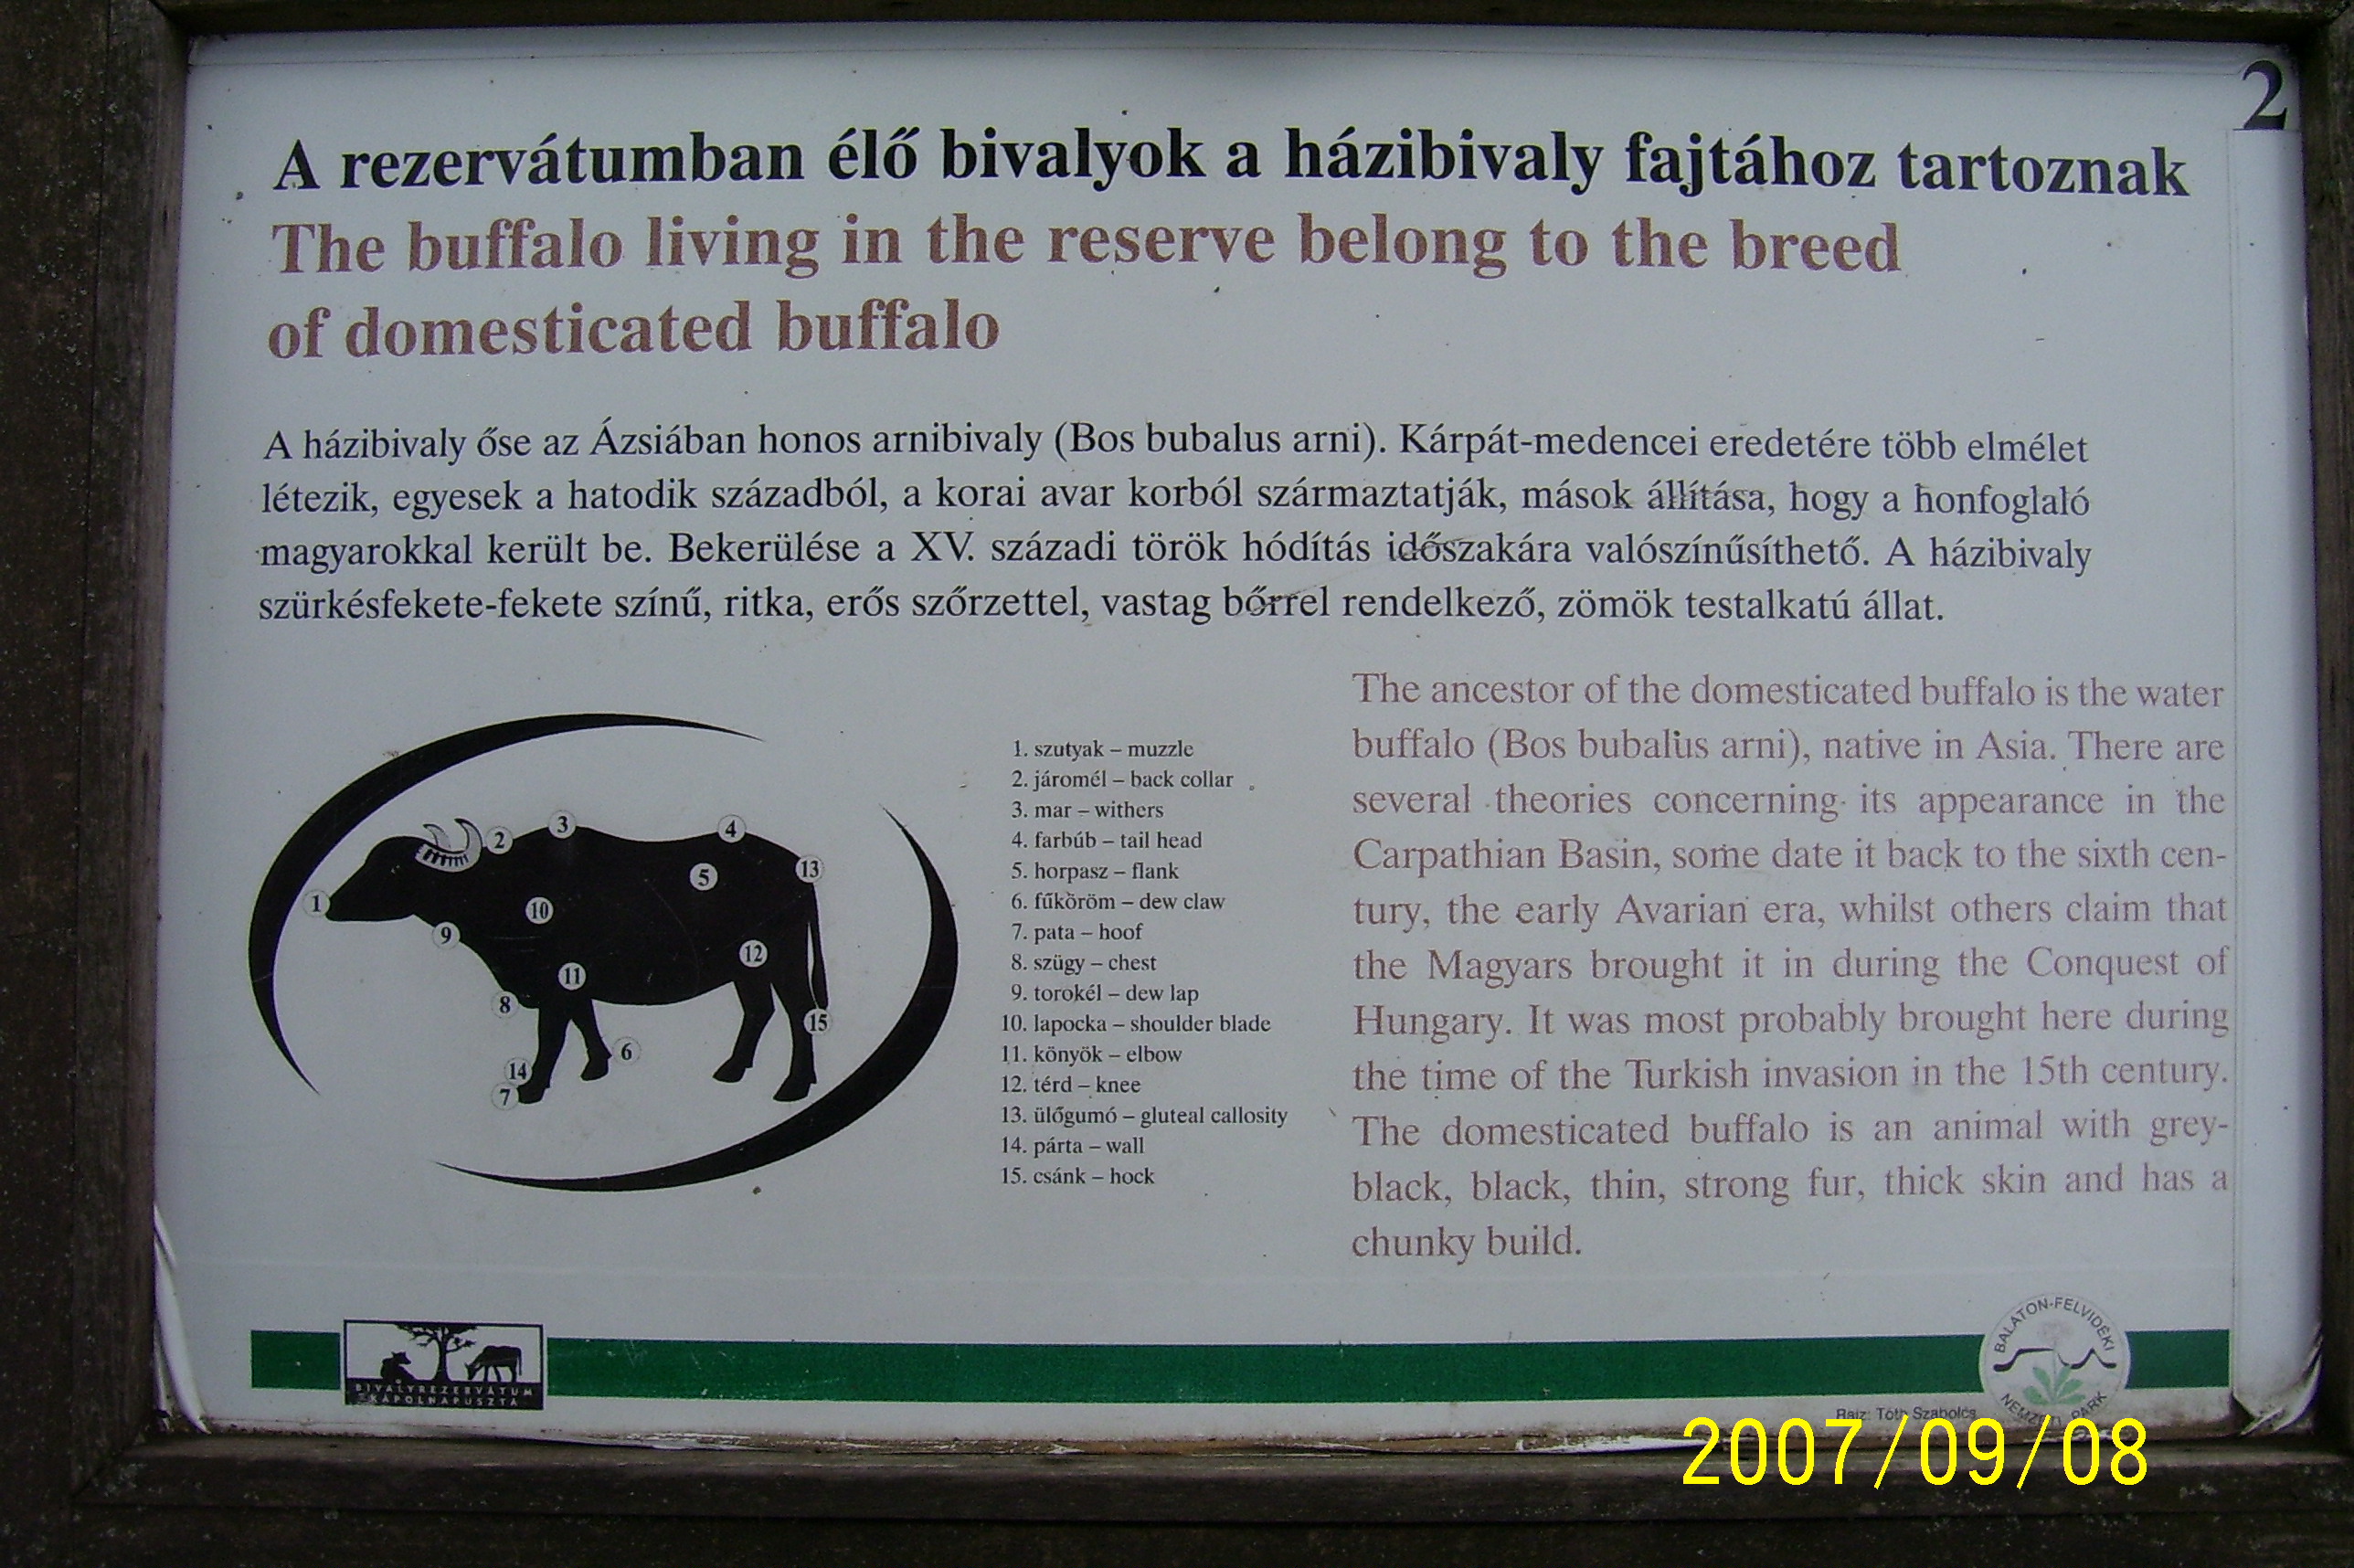 2
A rezervátumban élő bivalyok a házibivaly fajtához tartoznak
The buffalo living in the reserve belong to the breed
of domesticated buffalo
A házibivaly őse az Ázsiában honos arnibivaly (Bos bubalus arni). Kárpát-medencei eredetére több elmélet
létezik, egyesek a hatodik századból, a korai avar korból származtatják, mások állítása, hogy a honfoglaló
magyarokkal került be. Bekerülése a XV. századi török hódítás időszakára valószínűsíthető. A házibivaly
szürkésfekete-fekete színű, ritka, erős szőrzettel, vastag bőrrel rendelkező, zömök testalkatú állat.
1
2
3
4
5
6
7
8
9
10
11
12
13
14
15
1. szutyak – muzzle
2. járomél – back collar
3. mar – withers
4. farbúb – tail head
5. horpasz – flank
6. fűköröm – dew claw
7. pata – hoof
8. szügy – chest
9. torokél – dew lap
10. lapocka – shoulder blade
11. könyök – elbow
12. térd – knee
13. ülőgumó – gluteal callosity
14. párta – wall
15. csánk – hock
The ancestor of the domesticated buffalo is the water
buffalo (Bos bubalus arni), native in Asia. There are
several theories concerning its appearance in the
Carpathian Basin, some date it back to the sixth cen-
tury, the early Avarian era, whilst others claim that
the Magyars brought it in during the Conquest of
Hungary. It was most probably brought here during
the time of the Turkish invasion in the 15th century.
The domesticated buffalo is an animal with grey-
black, black, thin, strong fur, thick skin and has a
chunky build.
BIVALYREZERVÁTUM
KÁPOLNAPUSZTA
BALATON-FELVIDÉKI
NEMZETI PARK
Rajz: Tóth Szabolcs
2007/09/08